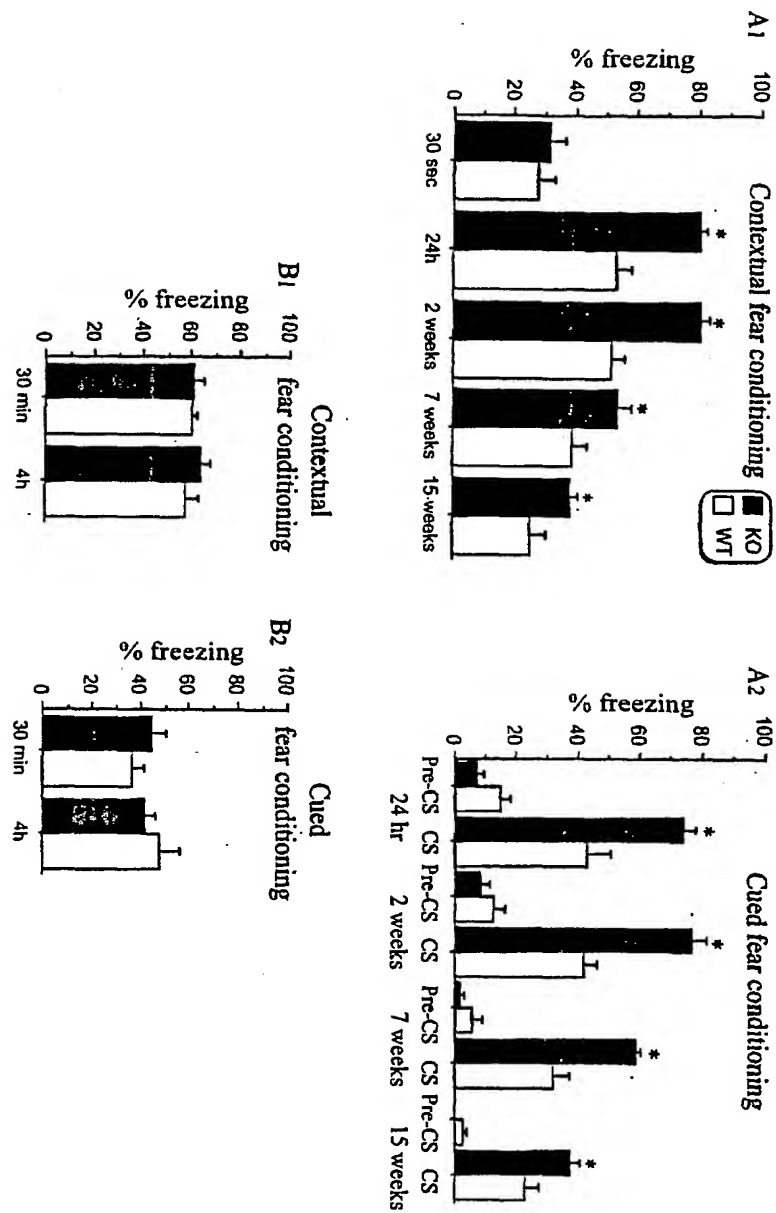 A1
Contextual fear conditioning
KO
WT
% freezing
100
80
60
40
20
0
*
*
*
*
30 sec
24h
2 weeks
7 weeks
15 weeks
A2
Cued fear conditioning
% freezing
100
80
60
40
20
0
*
*
*
*
Pre-CS CS Pre-CS CS Pre-CS CS Pre-CS CS
24 hr 2 weeks 7 weeks 15 weeks
B1
Contextual
fear conditioning
% freezing
100
80
60
40
20
0
30 min
4h
B2
Cued
fear conditioning
% freezing
100
80
60
40
20
0
30 min
4h